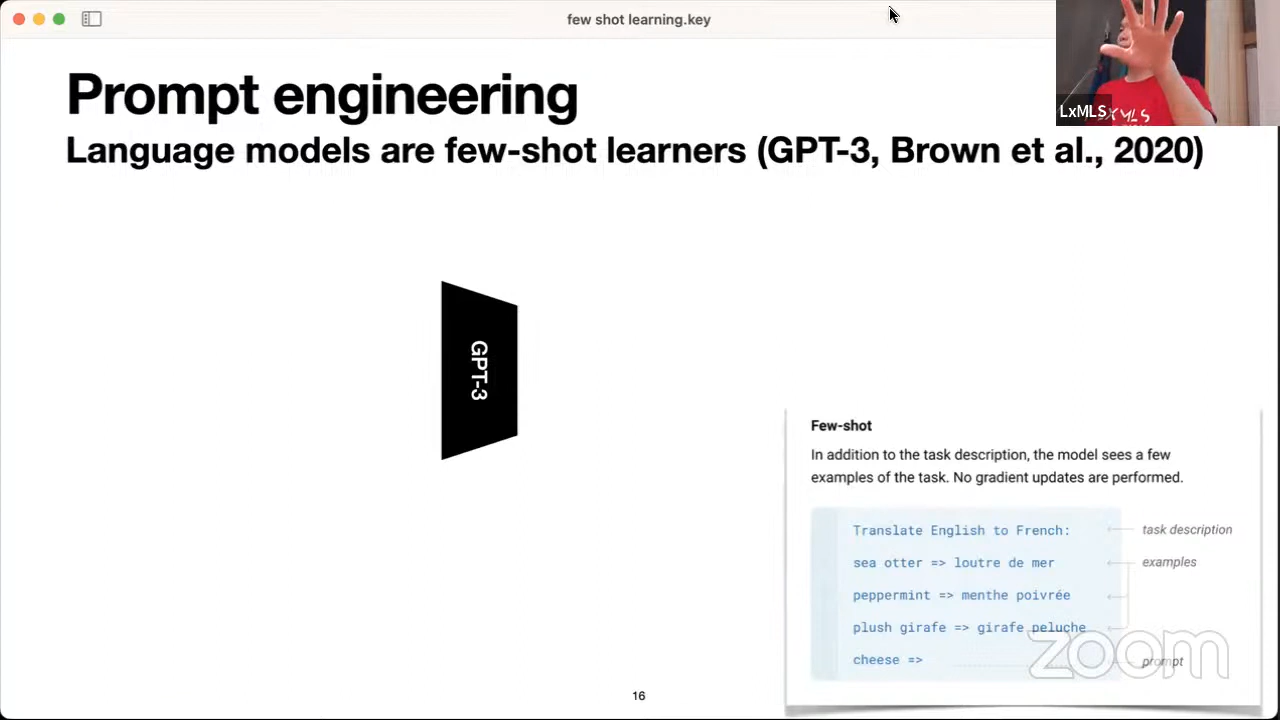 few shot learning.key
LxMLS
Prompt engineering
Language models are few-shot learners (GPT-3, Brown et al., 2020)
GPT-3
Few-shot
In addition to the task description, the model sees a few
examples of the task. No gradient updates are performed.
Translate English to French: task description
sea otter => loutre de mer examples
peppermint => menthe poivrée
plush girafe => girafe peluche
cheese => prompt
zoom
16